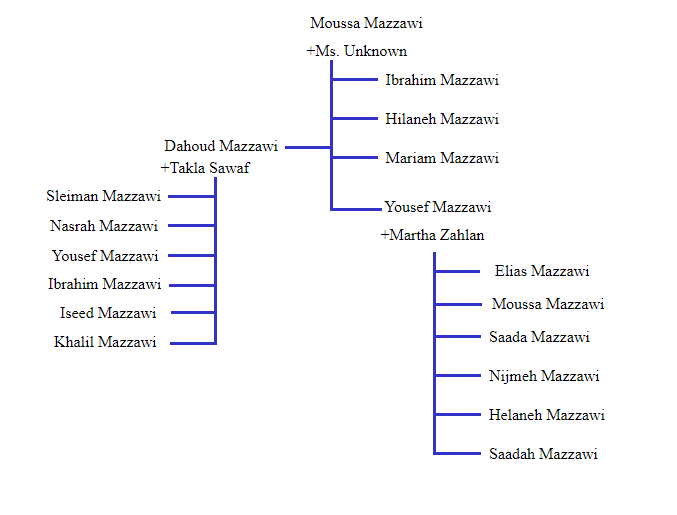 Moussa Mazzawi
+Ms. Unknown
Ibrahim Mazzawi
Hilaneh Mazzawi
Mariam Mazzawi
Dahoud Mazzawi
+Takla Sawaf
Sleiman Mazzawi
Nasrah Mazzawi
Yousef Mazzawi
Ibrahim Mazzawi
Iseed Mazzawi
Khalil Mazzawi
Yousef Mazzawi
+Martha Zahlan
Elias Mazzawi
Moussa Mazzawi
Saada Mazzawi
Nijmeh Mazzawi
Helaneh Mazzawi
Saadah Mazzawi